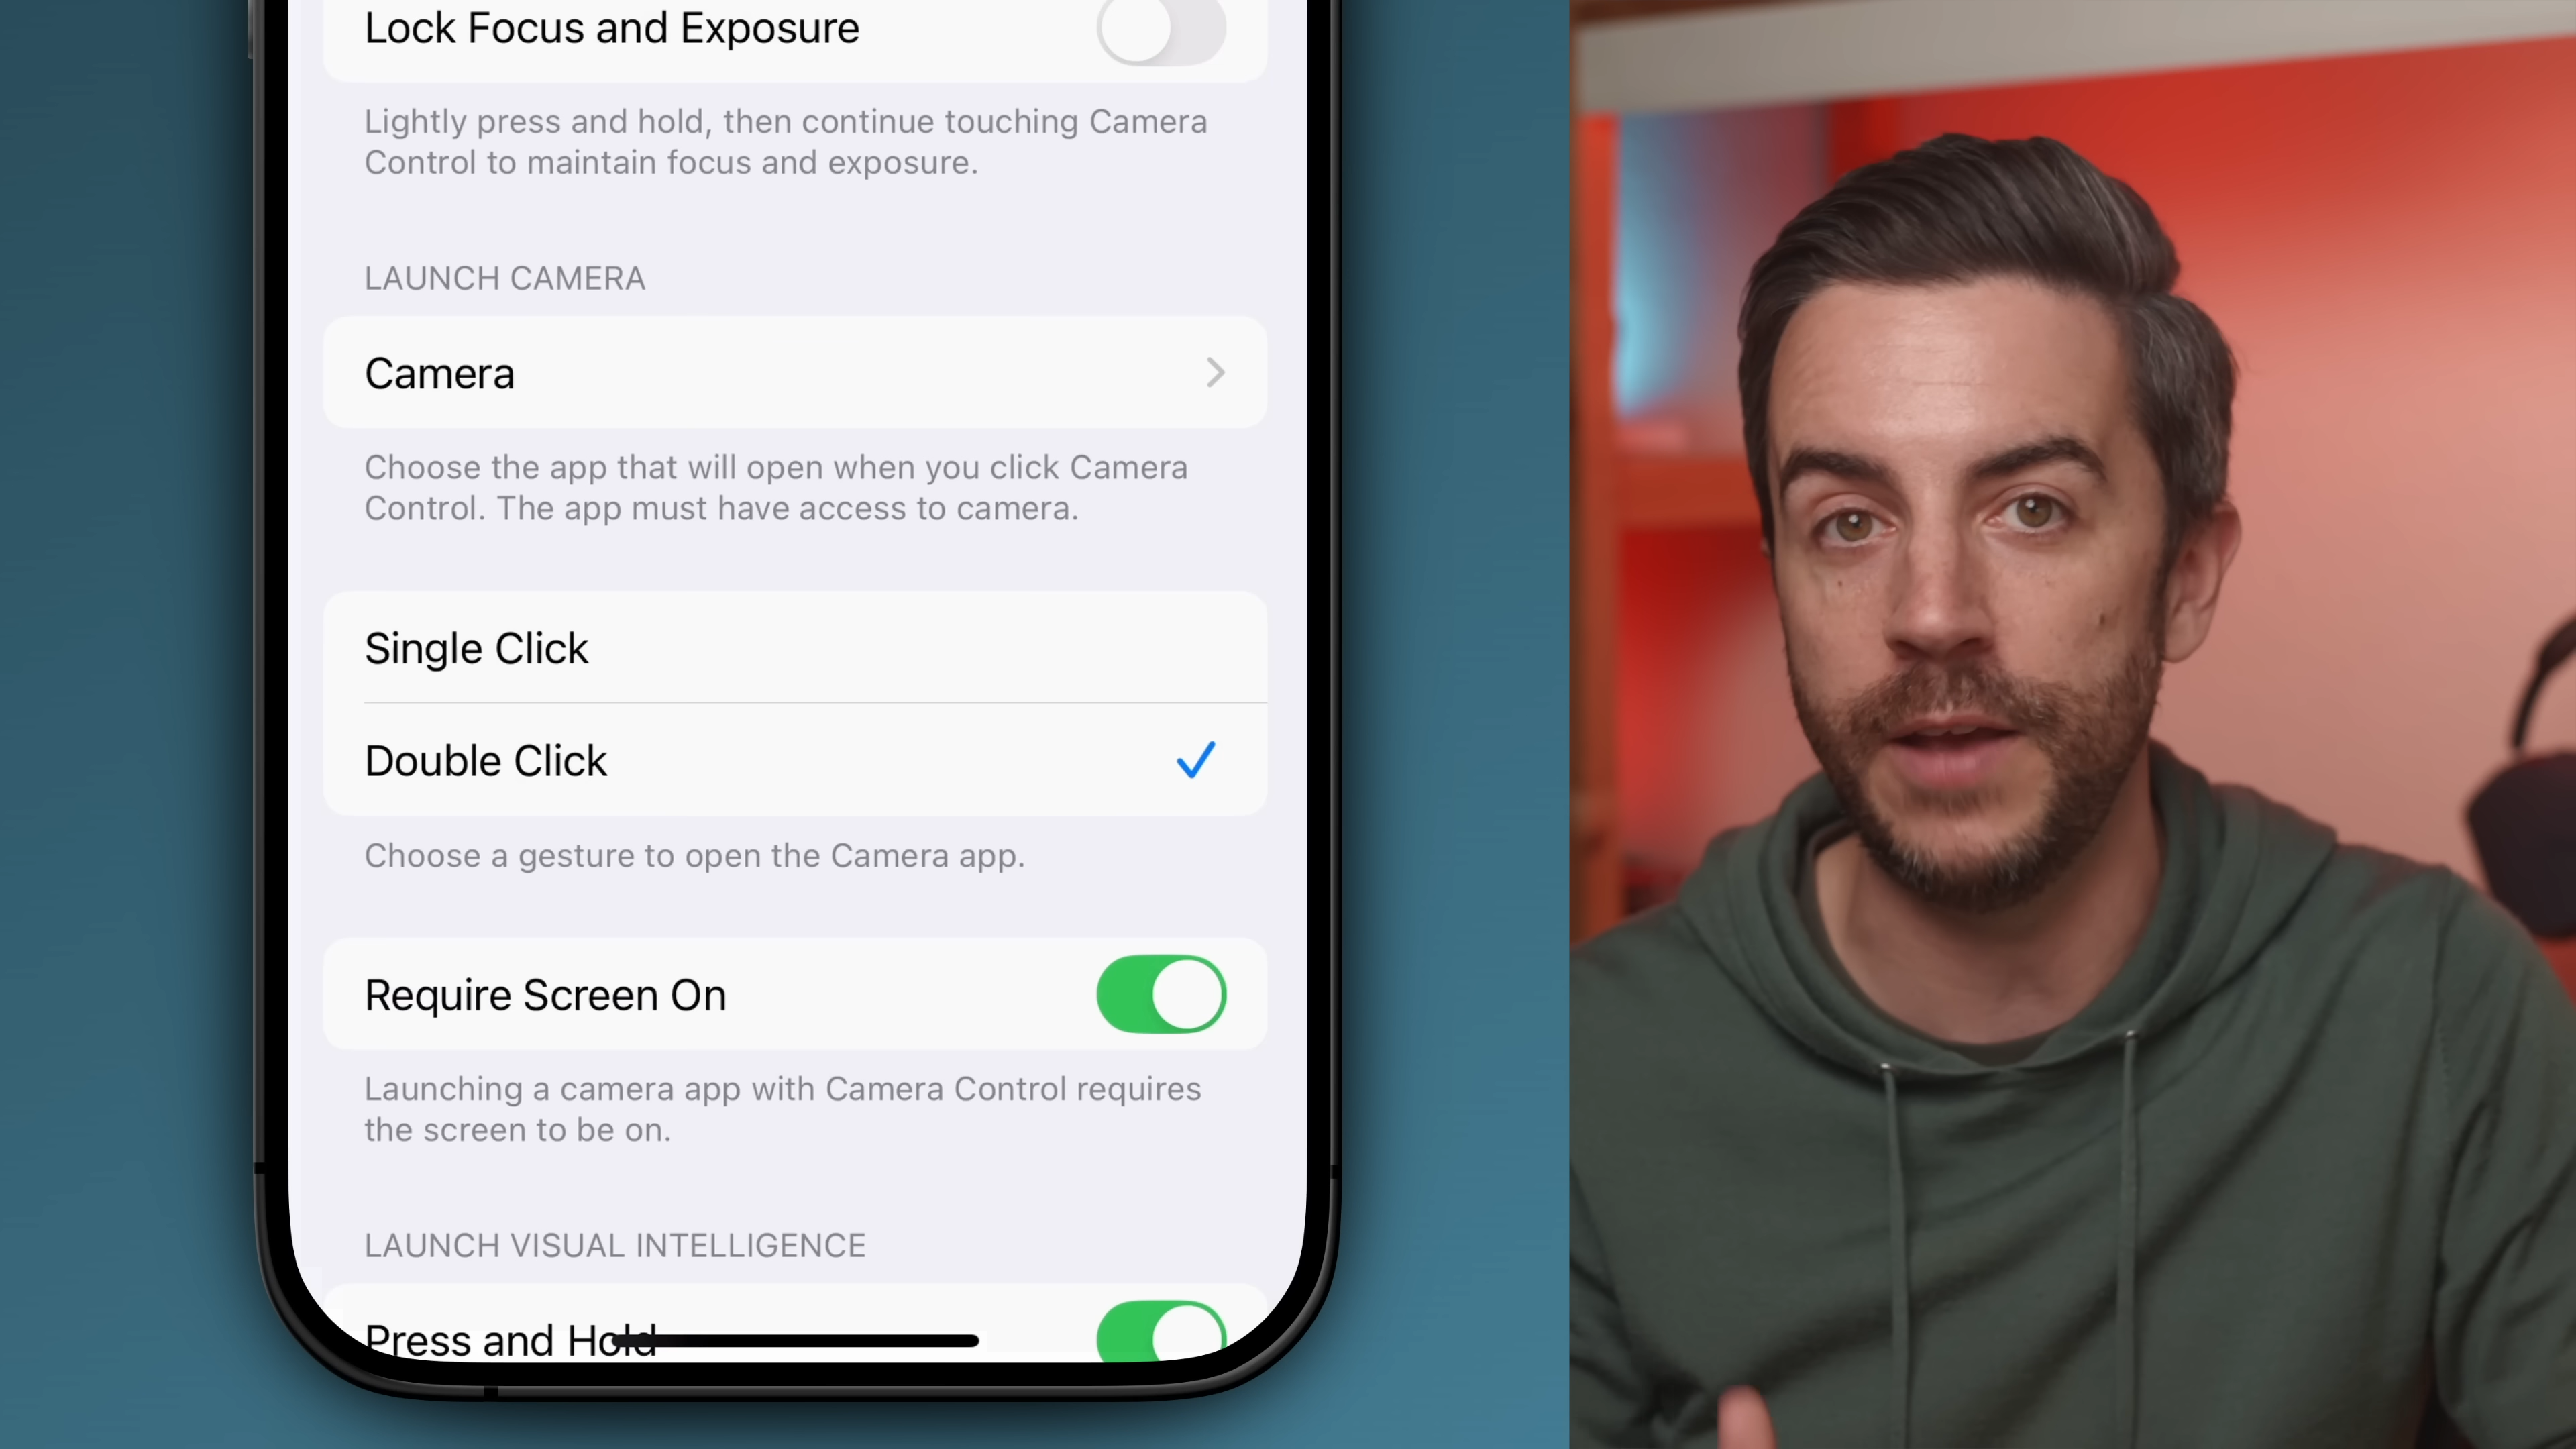 Lock Focus and Exposure
Lightly press and hold, then continue touching Camera
Control to maintain focus and exposure.
LAUNCH CAMERA
Camera
Choose the app that will open when you click Camera
Control. The app must have access to camera.
Single Click
Double Click
Choose a gesture to open the Camera app.
Require Screen On
Launching a camera app with Camera Control requires
the screen to be on.
LAUNCH VISUAL INTELLIGENCE
Press and Hold